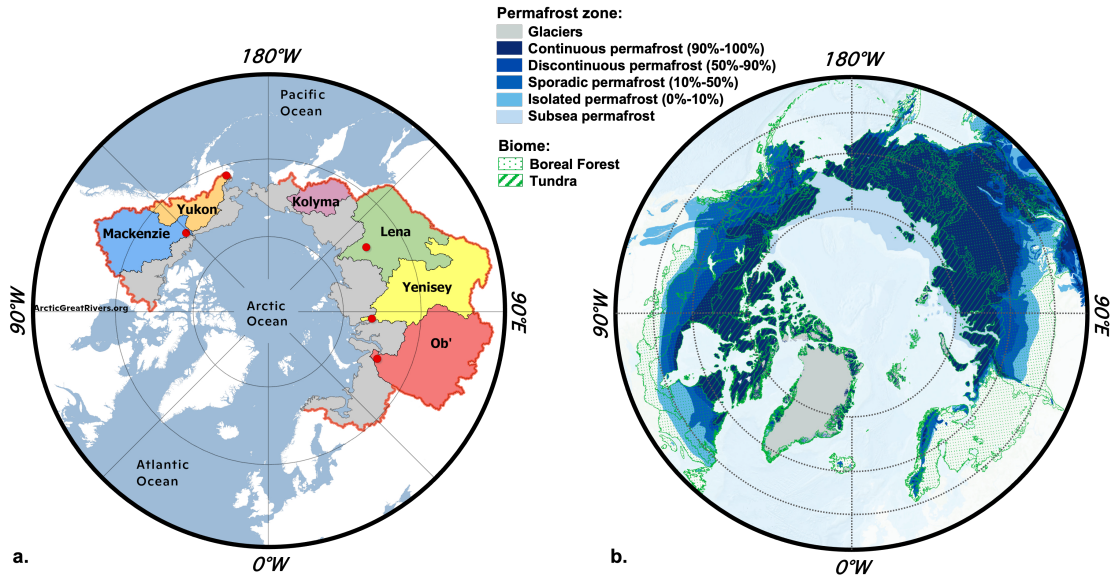 Permafrost zone:
Glaciers
Continuous permafrost (90%-100%)
Discontinuous permafrost (50%-90%)
Sporadic permafrost (10%-50%)
Isolated permafrost (0%-10%)
Subsea permafrost
Biome:
Boreal Forest
Tundra
180°W
Pacific
Ocean
Yukon
Kolyma
Mackenzie
Lena
Yenisey
ArcticGreatRivers.org
Arctic
Ocean
90°W
90°E
Ob'
Atlantic
Ocean
a.
0°W
180°W
90°W
90°E
b.
0°W